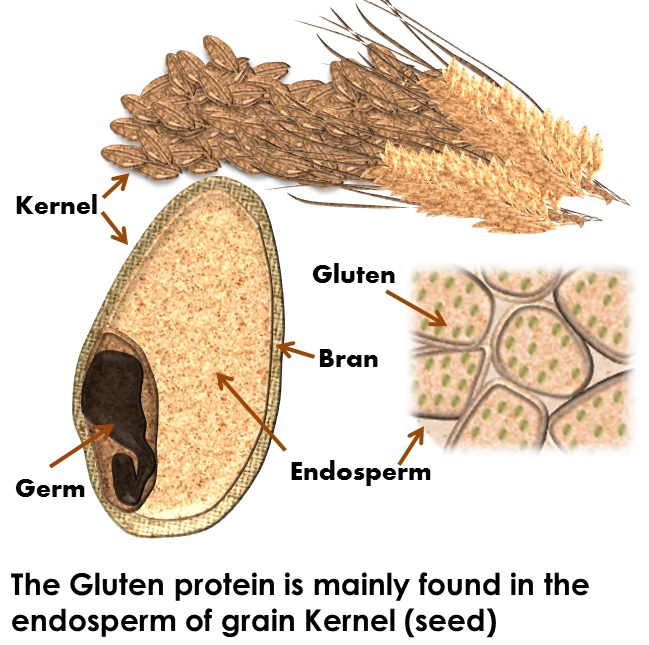 Kernel
Gluten
Bran
Endosperm
Germ
The Gluten protein is mainly found in the
endosperm of grain Kernel (seed)